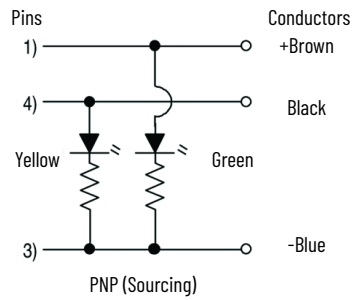 Pins Conductors
1) +Brown
4) Black
Yellow Green
3) -Blue
PNP (Sourcing)